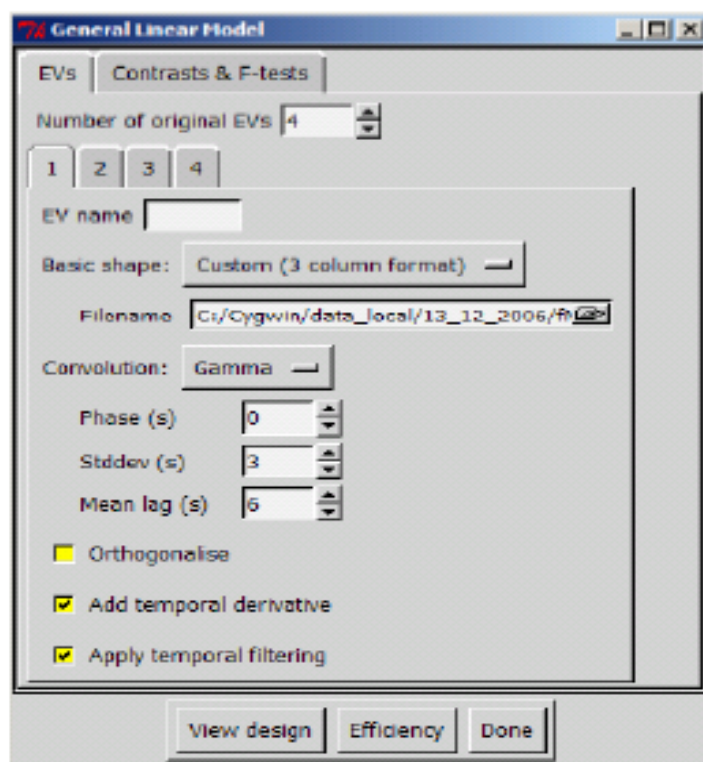 General Linear Model
EVs Contrasts & F-tests
Number of original EVs 4
1 2 3 4
EV name
Basic shape: Custom (3 column format)
Filename C:/Cygwin/data_local/13_12_2006/f
Convolution: Gamma
Phase (s) 0
Stddev (s) 3
Mean lag (s) 6
Orthogonalise
Add temporal derivative
Apply temporal filtering
View design Efficiency Done